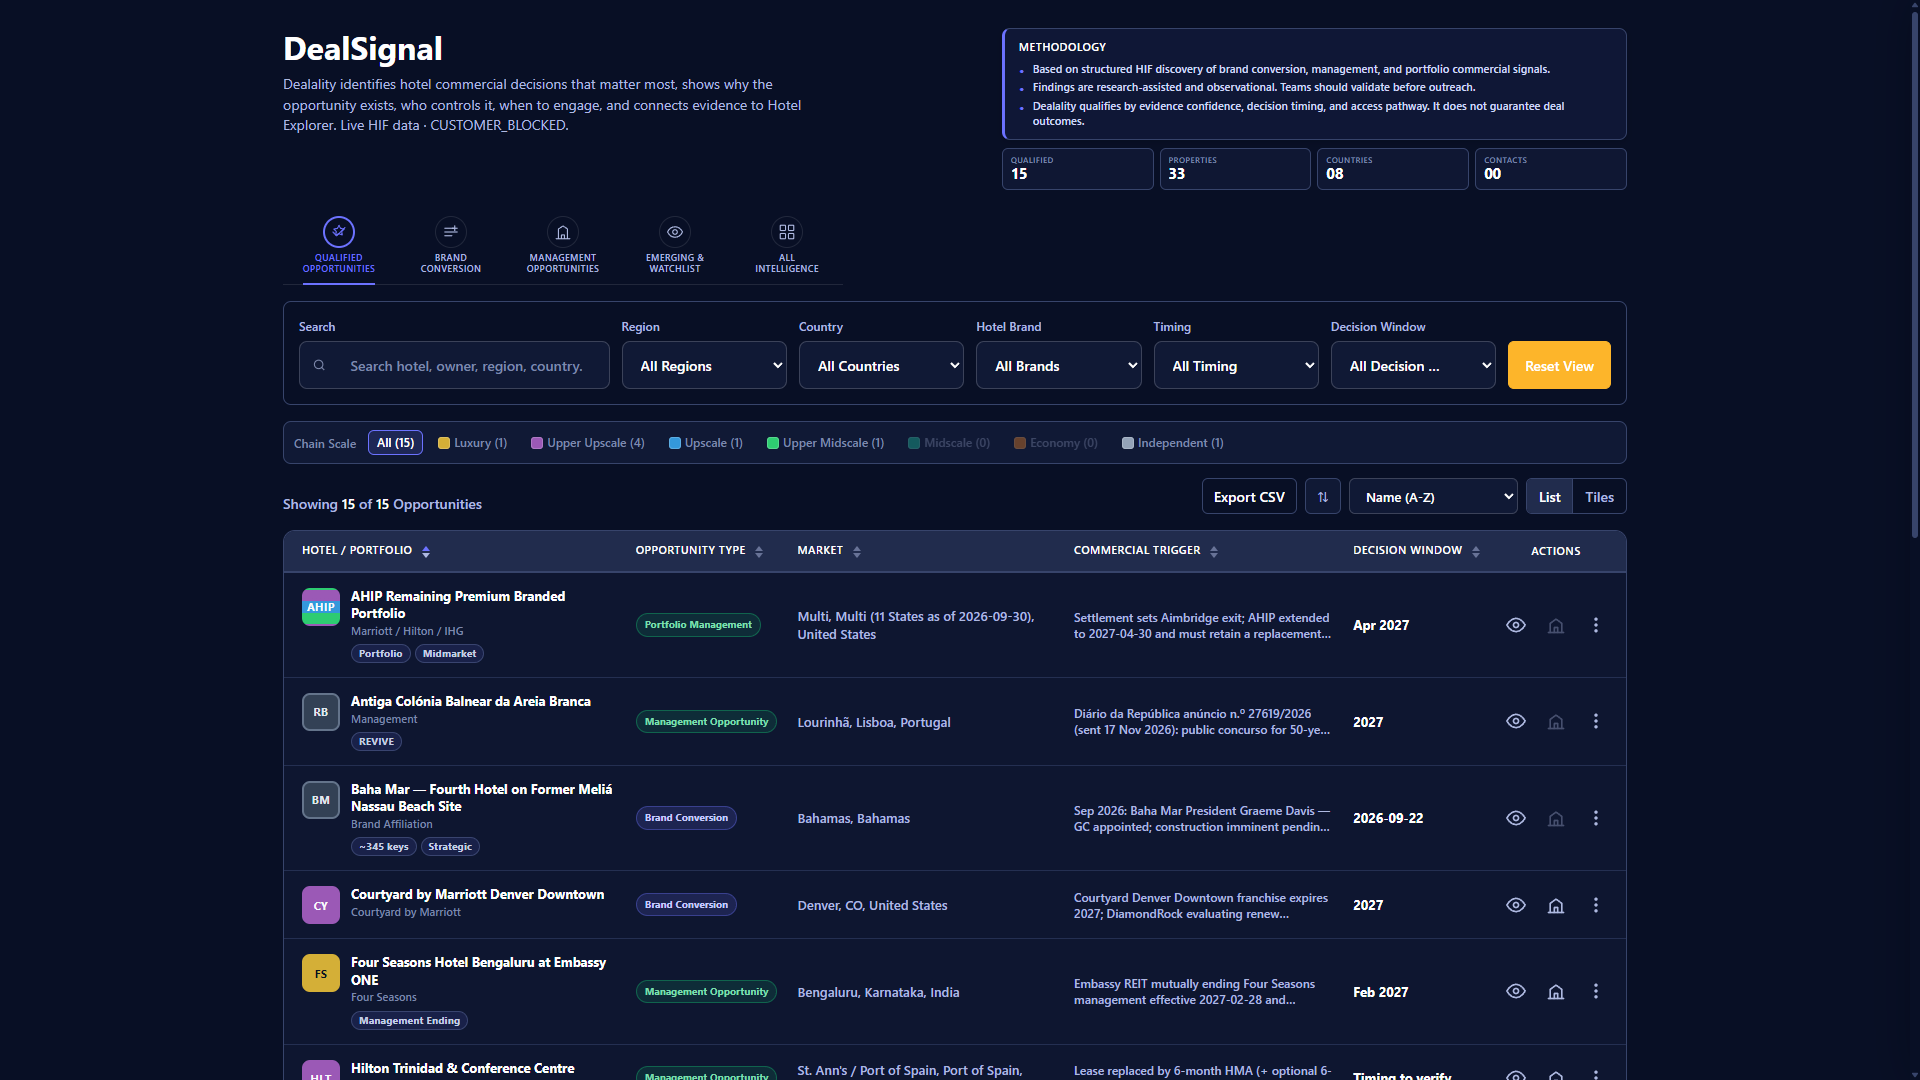 DealSignal
Dealality identifies hotel commercial decisions that matter most, shows why the
opportunity exists, who controls it, when to engage, and connects evidence to Hotel
Explorer. Live HIF data · CUSTOMER_BLOCKED.
METHODOLOGY
• Based on structured HIF discovery of brand conversion, management, and portfolio commercial signals.
• Findings are research-assisted and observational. Teams should validate before outreach.
• Dealality qualifies by evidence confidence, decision timing, and access pathway. It does not guarantee deal
outcomes.
QUALIFIED
15
PROPERTIES
33
COUNTRIES
08
CONTACTS
00
QUALIFIED
OPPORTUNITIES
BRAND
CONVERSION
MANAGEMENT
OPPORTUNITIES
EMERGING &
WATCHLIST
ALL
INTELLIGENCE
Search
Region
Country
Hotel Brand
Timing
Decision Window
Search hotel, owner, region, country.
All Regions
All Countries
All Brands
All Timing
All Decision ...
Reset View
Chain Scale
All (15)
Luxury (1)
Upper Upscale (4)
Upscale (1)
Upper Midscale (1)
Midscale (0)
Economy (0)
Independent (1)
Showing 15 of 15 Opportunities
Export CSV
Name (A-Z)
List
Tiles
HOTEL / PORTFOLIO
OPPORTUNITY TYPE
MARKET
COMMERCIAL TRIGGER
DECISION WINDOW
ACTIONS
AHIP
AHIP Remaining Premium Branded
Portfolio
Marriott / Hilton / IHG
Portfolio
Midmarket
Portfolio Management
Multi, Multi (11 States as of 2026-09-30),
United States
Settlement sets Aimbridge exit; AHIP extended
to 2027-04-30 and must retain a replacement...
Apr 2027
RB
Antiga Colónia Balnear da Areia Branca
Management
REVIVE
Management Opportunity
Lourinhã, Lisboa, Portugal
Diário da República anúncio n.º 27619/2026
(sent 17 Nov 2026): public concurso for 50-ye...
2027
BM
Baha Mar — Fourth Hotel on Former Meliá
Nassau Beach Site
Brand Affiliation
~345 keys
Strategic
Brand Conversion
Bahamas, Bahamas
Sep 2026: Baha Mar President Graeme Davis —
GC appointed; construction imminent pendin...
2026-09-22
CY
Courtyard by Marriott Denver Downtown
Courtyard by Marriott
Brand Conversion
Denver, CO, United States
Courtyard Denver Downtown franchise expires
2027; DiamondRock evaluating renew...
2027
FS
Four Seasons Hotel Bengaluru at Embassy
ONE
Four Seasons
Management Ending
Management Opportunity
Bengaluru, Karnataka, India
Embassy REIT mutually ending Four Seasons
management effective 2027-02-28 and...
Feb 2027
HLT
Hilton Trinidad & Conference Centre
Management Opportunity
St. Ann's / Port of Spain, Port of Spain,
Lease replaced by 6-month HMA (+ optional 6-
Timing to verify